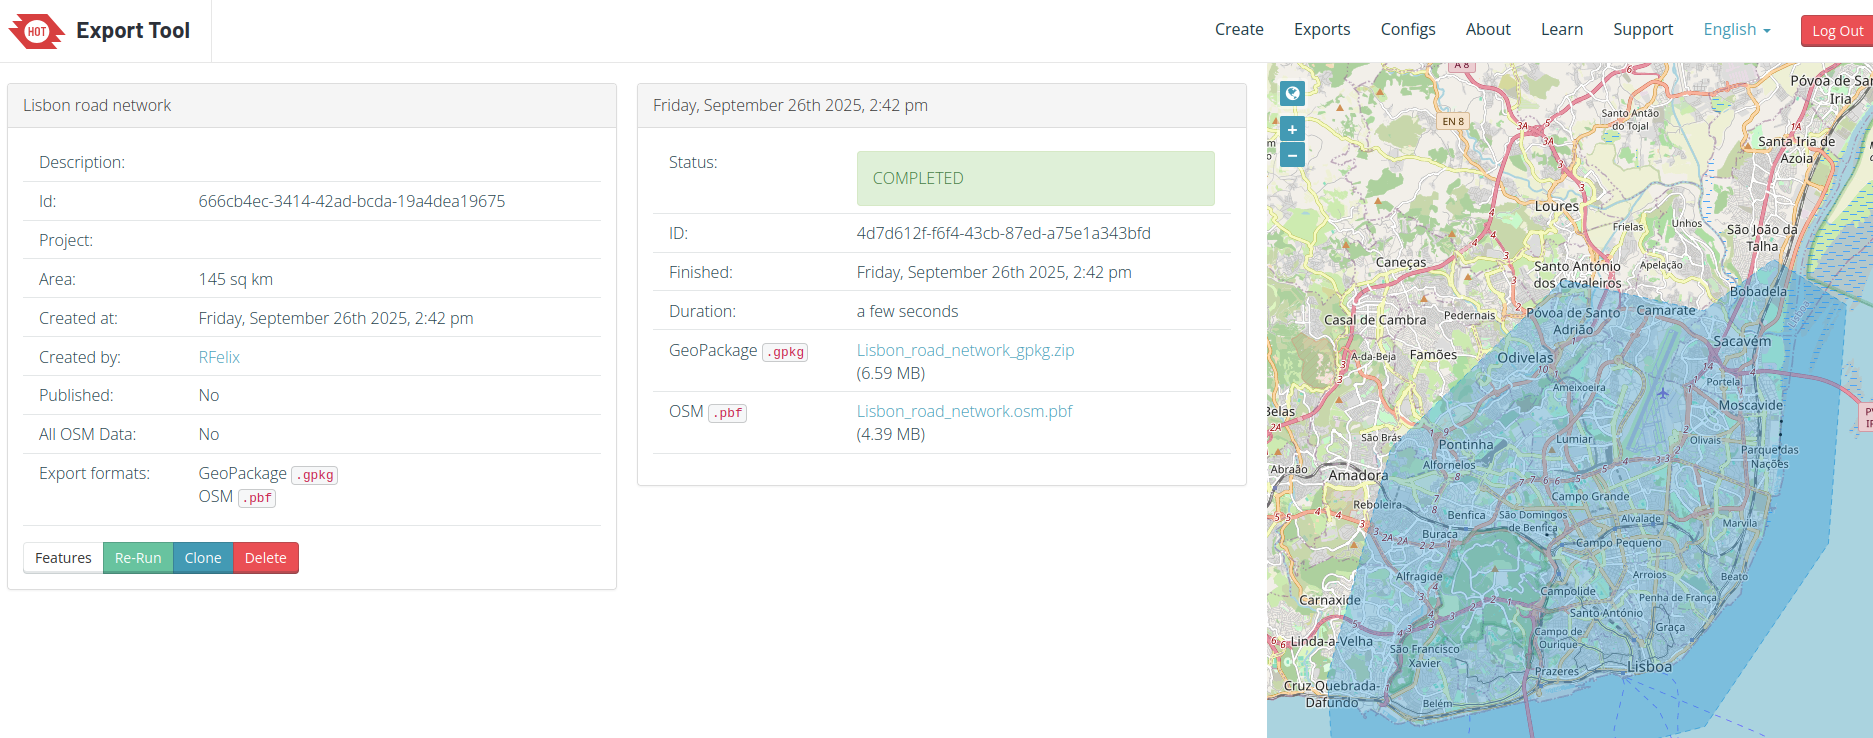 HOT
Export Tool
Create
Exports
Configs
About
Learn
Support
English
Log Out
Lisbon road network
Description:
Id: 666cb4ec-3414-42ad-bcda-19a4dea19675
Project:
Area: 145 sq km
Created at: Friday, September 26th 2025, 2:42 pm
Created by: RFelix
Published: No
All OSM Data: No
Export formats: GeoPackage .gpkg
OSM .pbf
Features
Re-Run
Clone
Delete
Friday, September 26th 2025, 2:42 pm
Status: COMPLETED
ID: 4d7d612f-f6f4-43cb-87ed-a75e1a343bfd
Finished: Friday, September 26th 2025, 2:42 pm
Duration: a few seconds
GeoPackage .gpkg Lisbon_road_network_gpkg.zip
(6.59 MB)
OSM .pbf Lisbon_road_network.osm.pbf
(4.39 MB)
+
−
A 8
Póvoa de San
Iria
EN 8
Santo Antão
do Tojal
3A
Santa Iria de
Azoia
Loures
Unhos
Frielas
São João da
Talha
Caneças
Santo António
dos Cavaleiros
Apelação
Bobadela
Casal de Cambra
Pedernais
Póvoa de Santo
Adrião
Camarate
Sacavém
A-da-Beja
Famões
Odivelas
Ameixoeira
Portela
Moscavide
Belas
São Brás
Pontinha
Lumiar
Olivais
Parque das
Nações
Abraão
Amadora
Alfornelos
Reboleira
Campo Grande
Benfica
São Domingos
de Benfica
Alvalade
Marvila
Buraca
Campo Pequeno
Alfragide
Arroios
Beato
Carnaxide
Campolide
Penha de França
Santo António
Graça
Linda-a-Velha
São Francisco
Xavier
Campo de
Ourique
Lisboa
Prazeres
Cruz Quebrada-
Dafundo
Belém